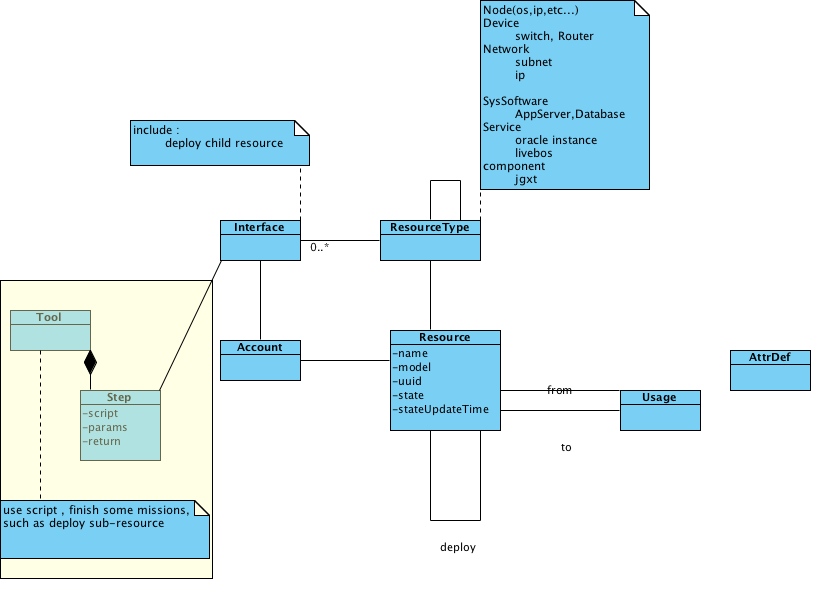 Node(os,ip,etc...)
Device
switch, Router
Network
subnet
ip
SysSoftware
AppServer,Database
Service
oracle instance
livebos
component
jgxt
include :
deploy child resource
Interface
0..*
ResourceType
Tool
Step
-script
-params
-return
Account
Resource
-name
-model
-uuid
-state
-stateUpdateTime
from
to
Usage
AttrDef
use script , finish some missions,
such as deploy sub-resource
deploy